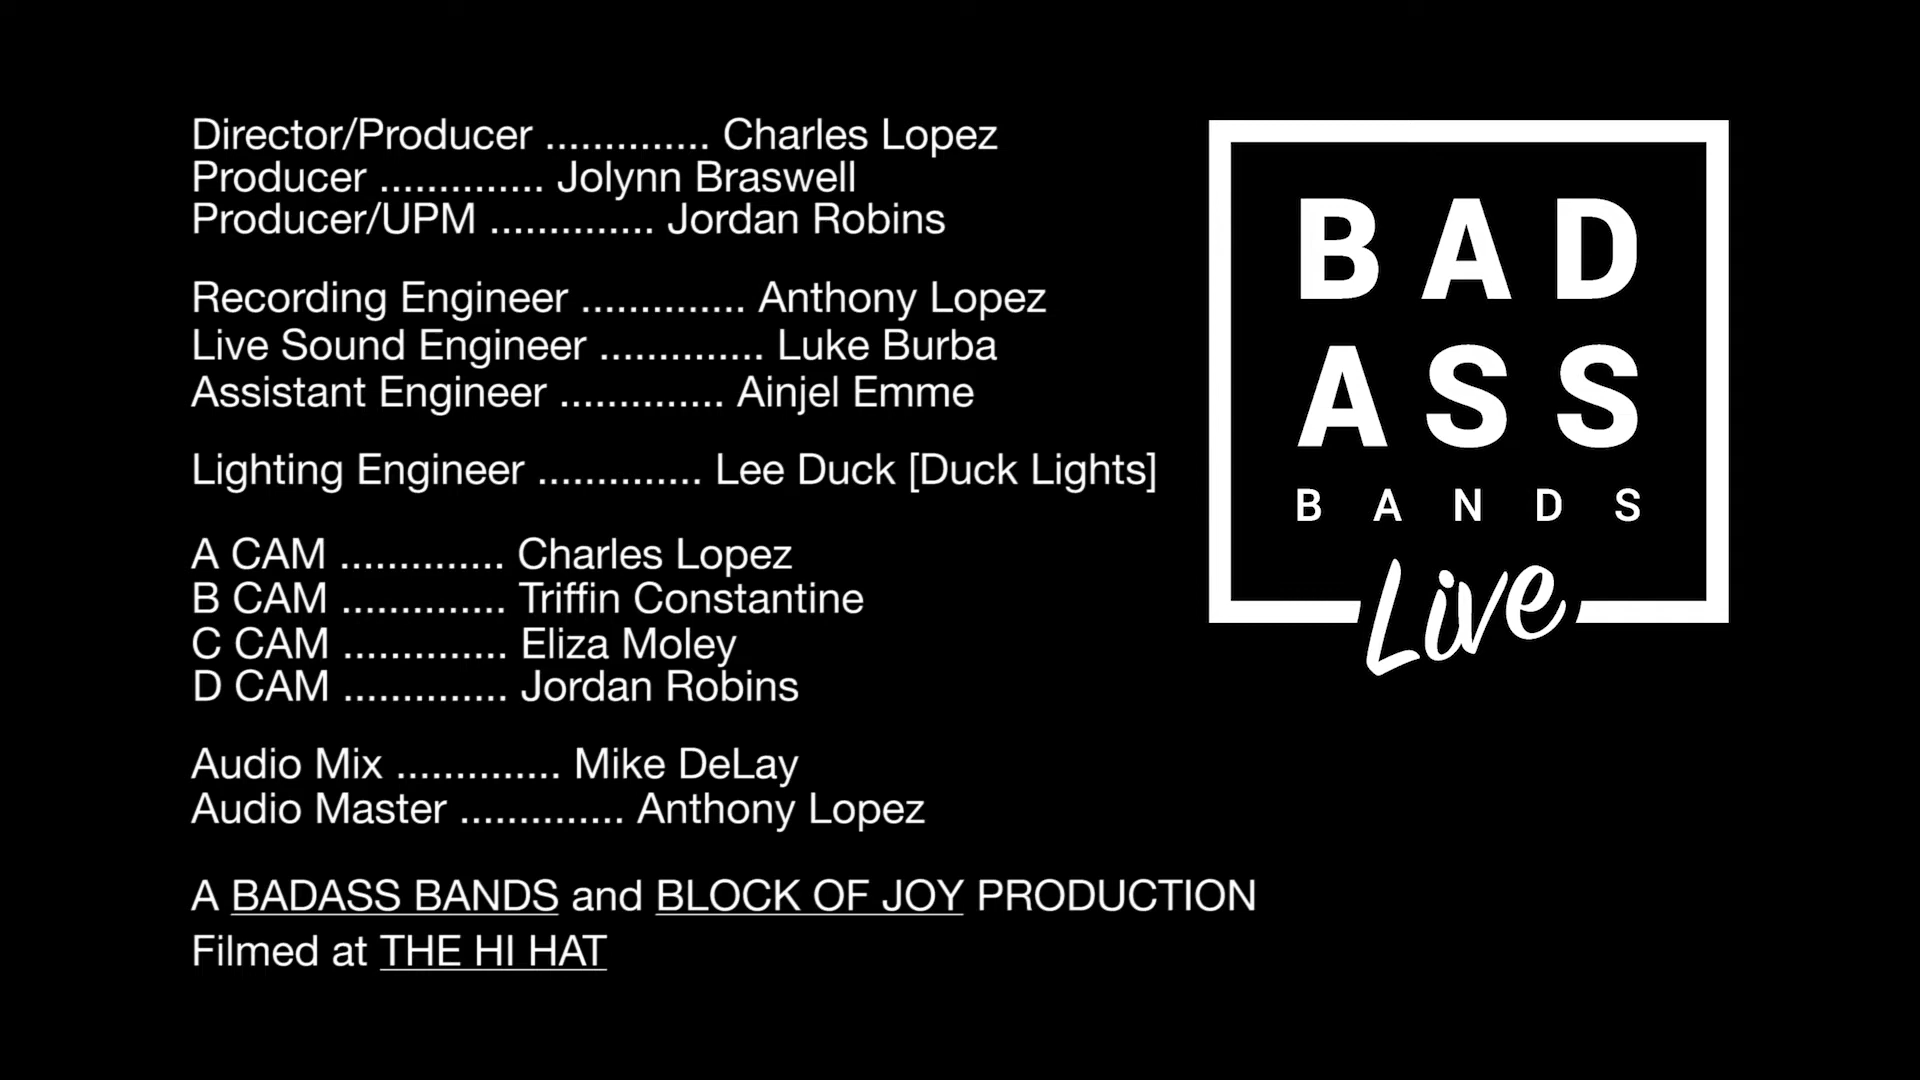 Director/Producer .............. Charles Lopez
Producer .............. Jolynn Braswell
Producer/UPM .............. Jordan Robins
Recording Engineer .............. Anthony Lopez
Live Sound Engineer .............. Luke Burba
Assistant Engineer .............. Ainjel Emme
Lighting Engineer .............. Lee Duck [Duck Lights]
A CAM .............. Charles Lopez
B CAM .............. Triffin Constantine
C CAM .............. Eliza Moley
D CAM .............. Jordan Robins
Audio Mix .............. Mike DeLay
Audio Master .............. Anthony Lopez
A BADASS BANDS and BLOCK OF JOY PRODUCTION
Filmed at THE HI HAT
BAD
ASS
BANDS
Live